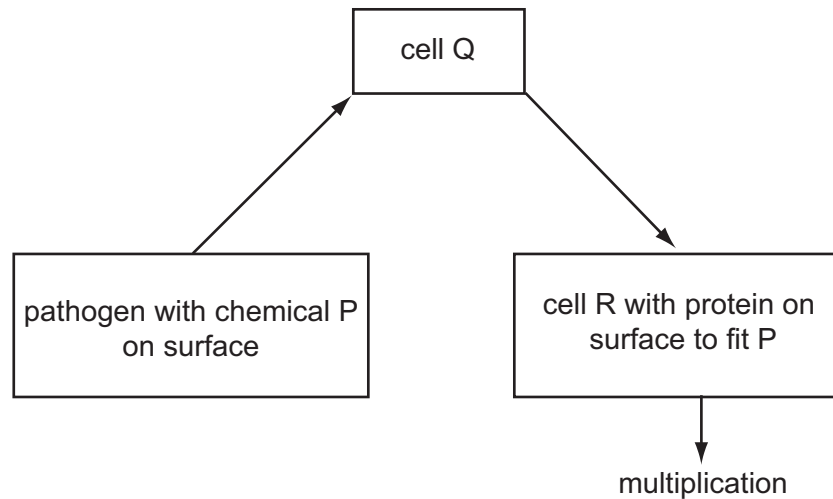 cell Q
pathogen with chemical P
on surface
cell R with protein on
surface to fit P
multiplication